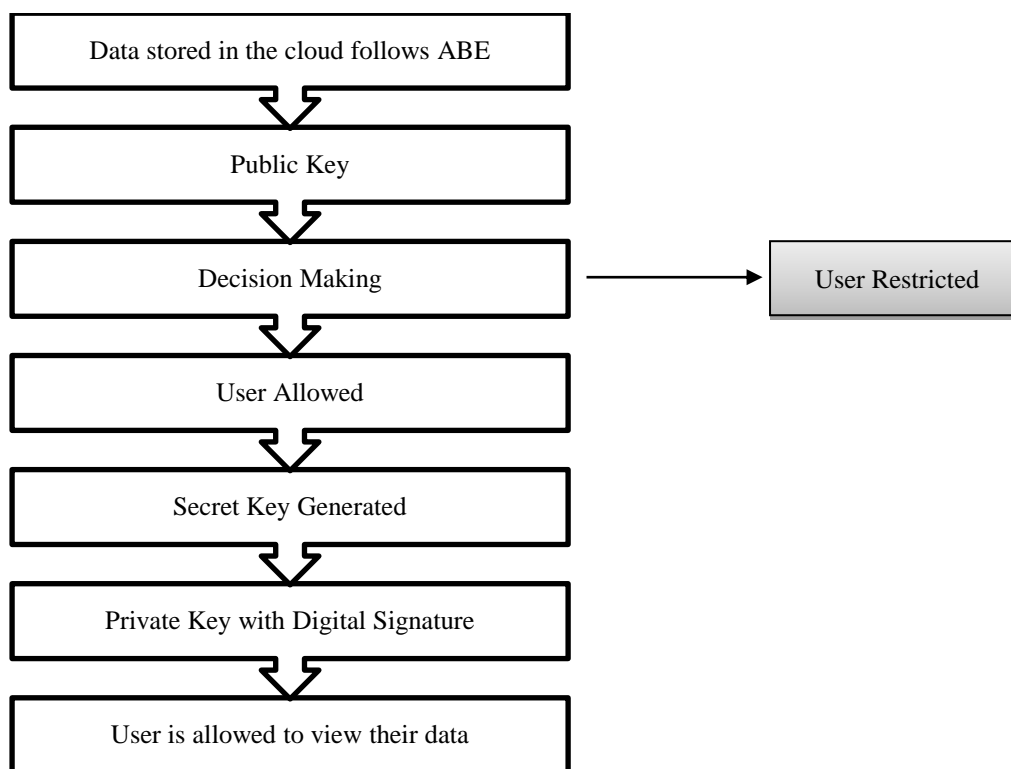 Data stored in the cloud follows ABE
Public Key
Decision Making
User Restricted
User Allowed
Secret Key Generated
Private Key with Digital Signature
User is allowed to view their data